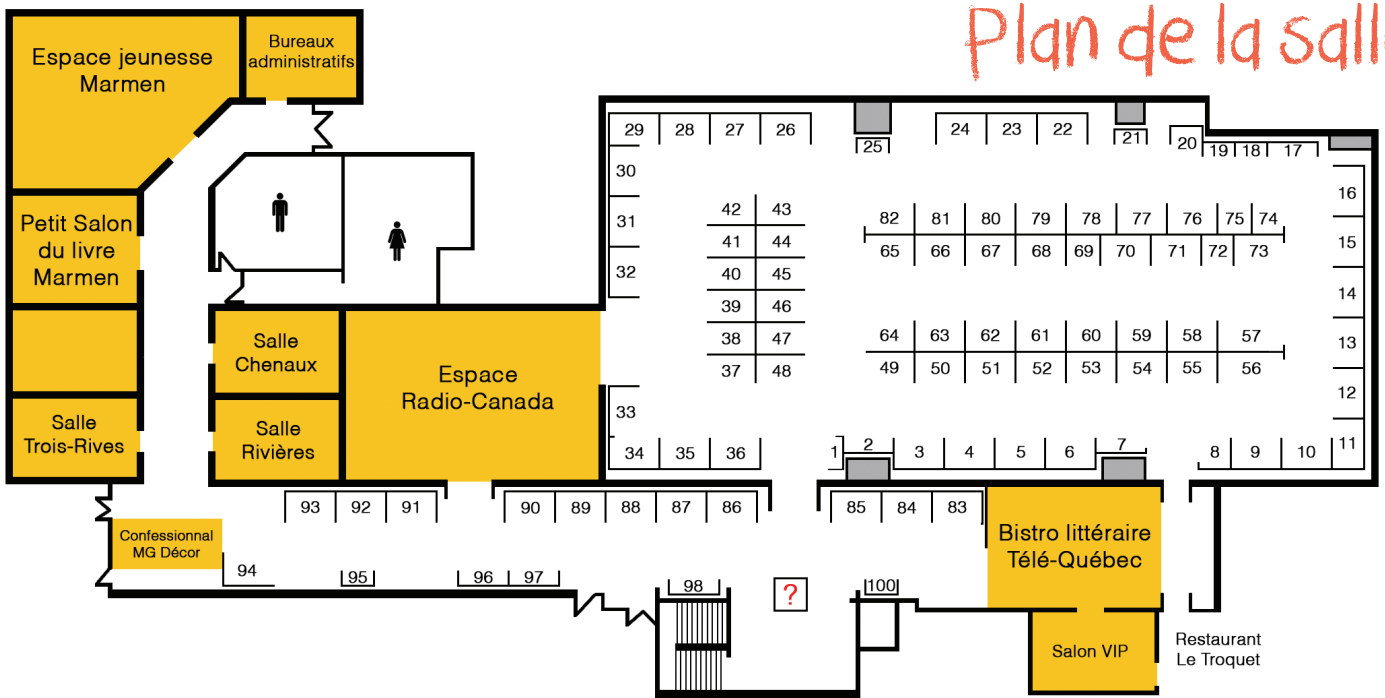 Plan de la sall
Espace jeunesse
Marmen
Bureaux
administratifs
Petit Salon
du livre
Marmen
Salle
Trois-Rives
Salle
Chenaux
Salle
Rivières
Espace
Radio-Canada
29 28 27 26
25
24 23 22
21
20
19 18 17
30
31
32
33
34 35 36
42 43
41 44
40 45
39 46
38 47
37 48
82 81 80 79 78 77 76 75 74
65 66 67 68 69 70 71 72 73
64 63 62 61 60 59 58 57
49 50 51 52 53 54 55 56
16
15
14
13
12
11
1 2 3 4 5 6 7
8 9 10
93 92 91
90 89 88 87 86
85 84 83
Confessionnal
MG Décor
94
95
96 97
98
?
100
Bistro littéraire
Télé-Québec
Salon VIP
Restaurant
Le Troquet